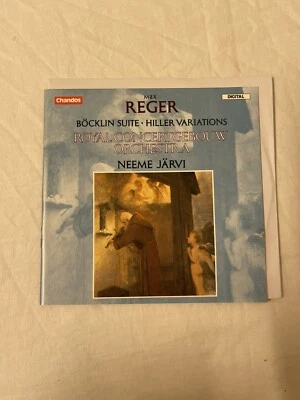 Chandos
DIGITAL
MAX
REGER
BÖCKLIN SUITE · HILLER VARIATIONS
ROYAL CONCERTGEBOUW
ORCHESTRA
NEEME JÄRVI